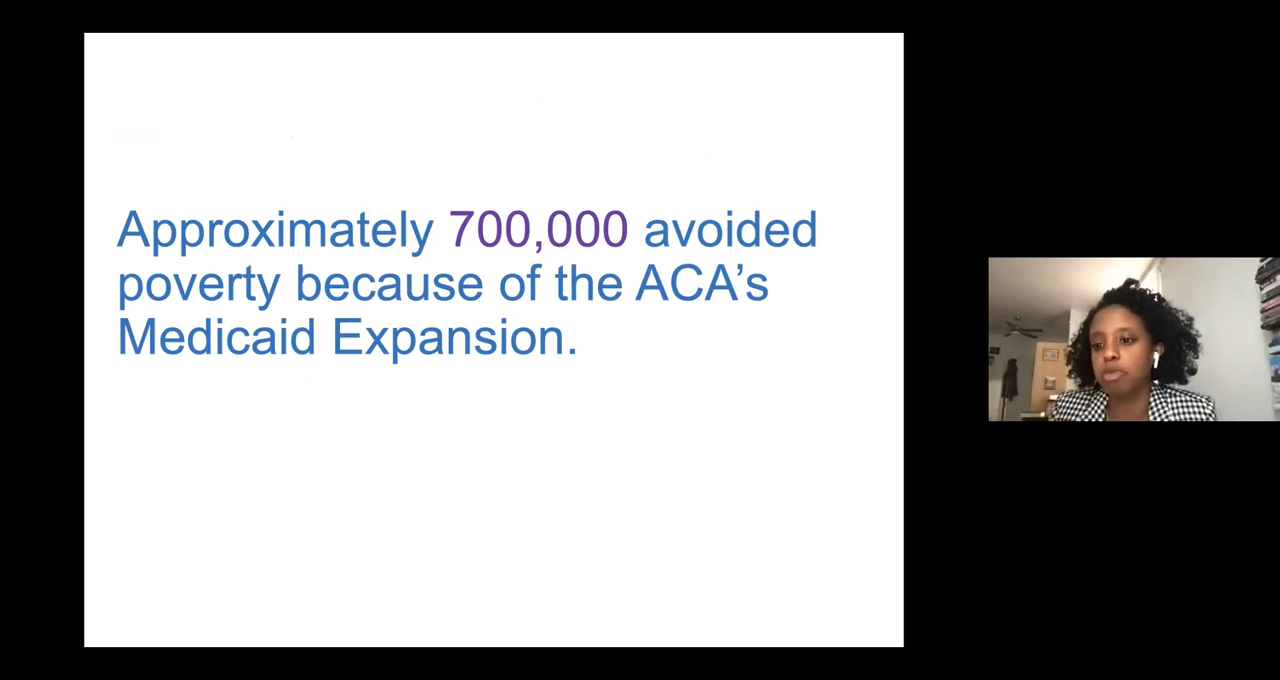 Approximately 700,000 avoided
poverty because of the ACA’s
Medicaid Expansion.